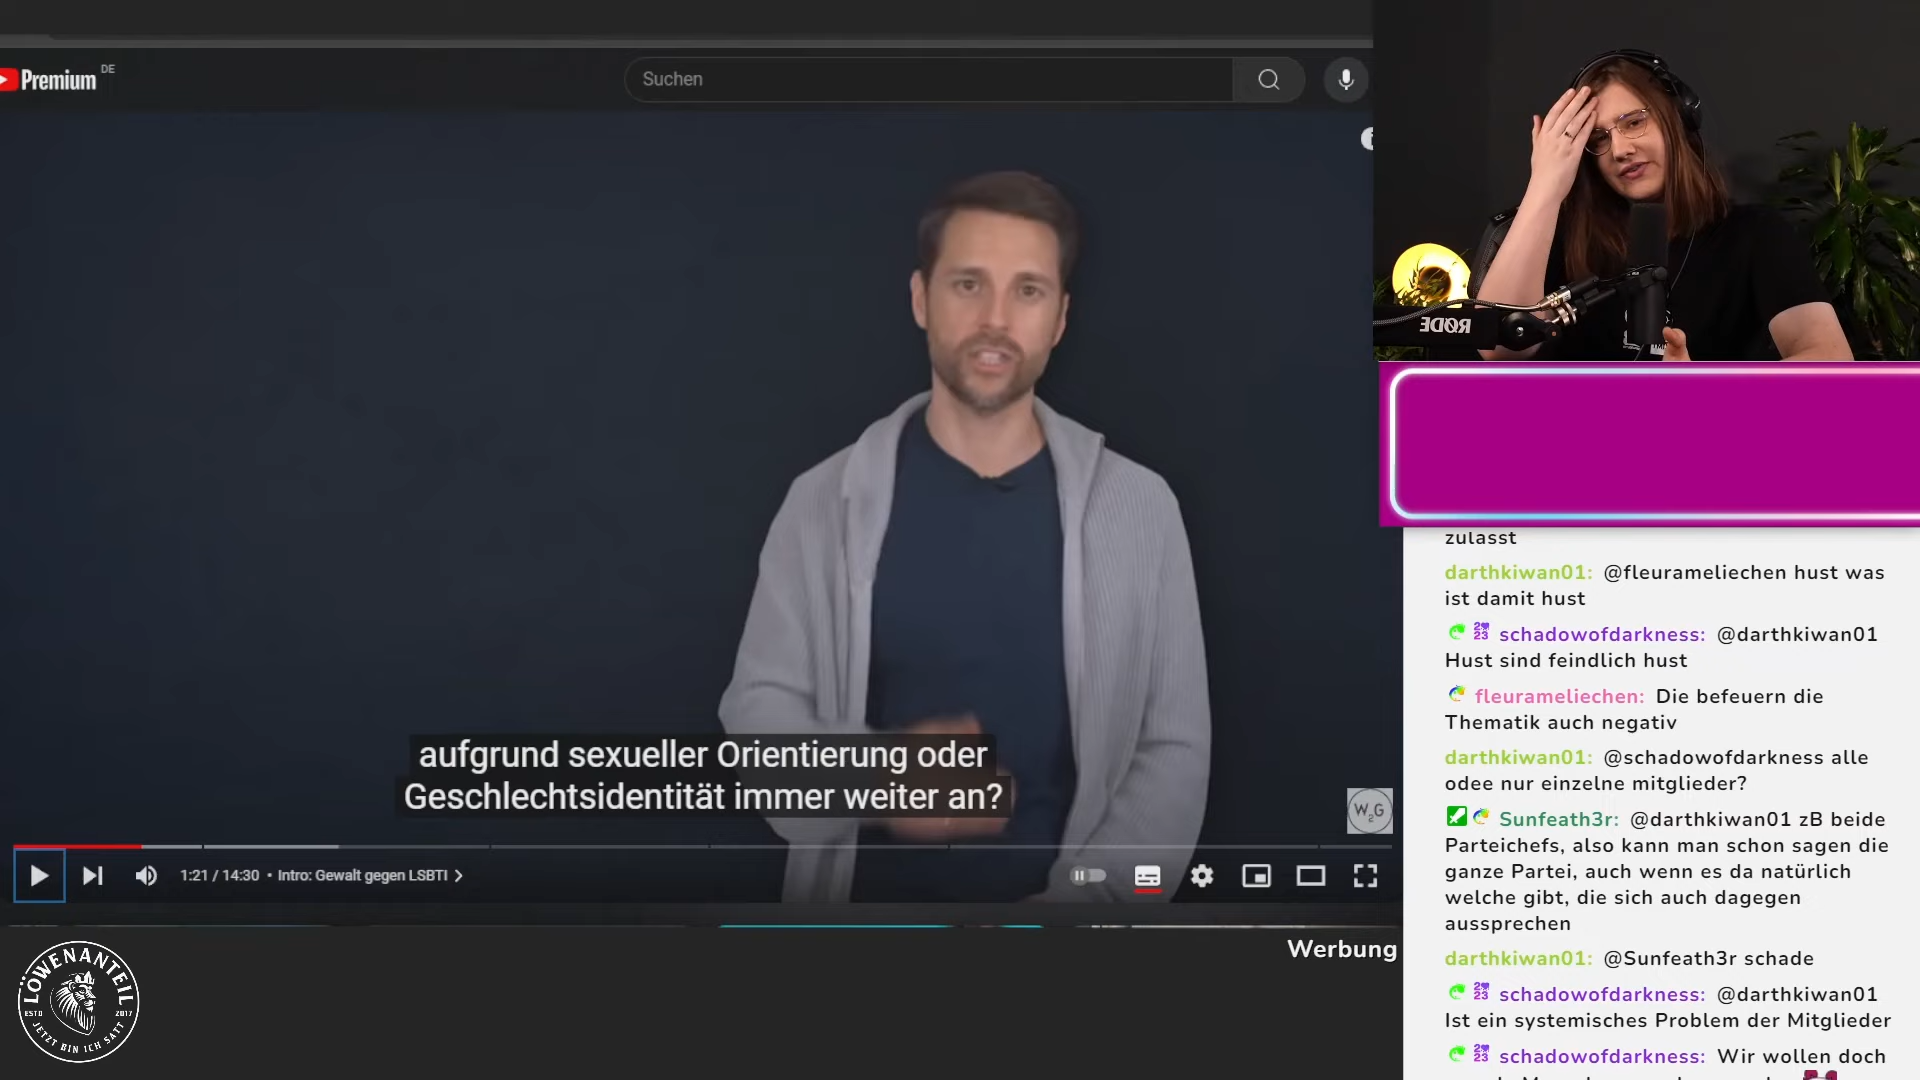 Premium DE
Suchen
aufgrund sexueller Orientierung oder
Geschlechtsidentität immer weiter an?
W2G
1:21 / 14:30 • Intro: Gewalt gegen LSBTI
LÖWENANTEIL
ESTD 2017
JETZT BIN ICH SATT
Werbung
RØDE
zulasst
darthkiwan01: @fleurameliechen hust was
ist damit hust
schadowofdarkness: @darthkiwan01
Hust sind feindlich hust
fleurameliechen: Die befeuern die
Thematik auch negativ
darthkiwan01: @schadowofdarkness alle
odee nur einzelne mitglieder?
Sunfeath3r: @darthkiwan01 zB beide
Parteichefs, also kann man schon sagen die
ganze Partei, auch wenn es da natürlich
welche gibt, die sich auch dagegen
aussprechen
darthkiwan01: @Sunfeath3r schade
schadowofdarkness: @darthkiwan01
Ist ein systemisches Problem der Mitglieder
schadowofdarkness: Wir wollen doch